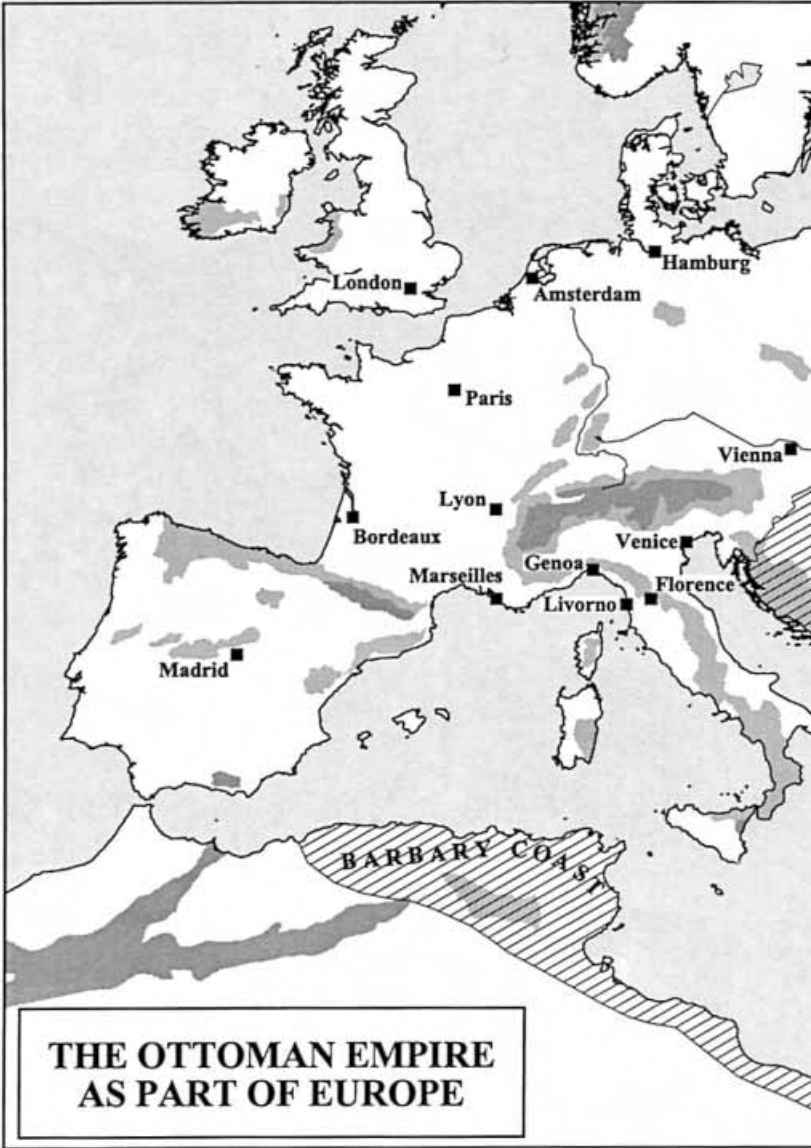 London
Amsterdam
Hamburg
Paris
Vienna
Lyon
Bordeaux
Venice
Genoa
Marseilles
Florence
Livorno
Madrid
BARBARY COAST
THE OTTOMAN EMPIRE
AS PART OF EUROPE